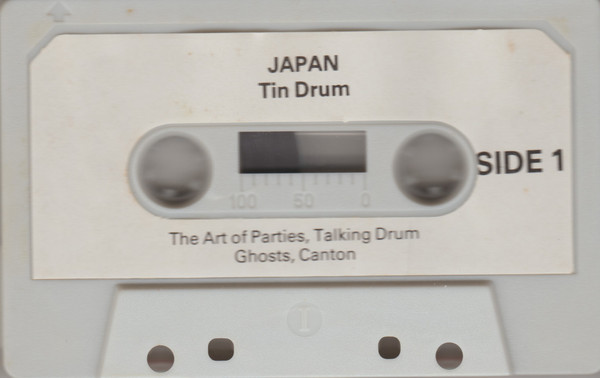 JAPAN
Tin Drum
SIDE 1
100 50 0
The Art of Parties, Talking Drum
Ghosts, Canton
I